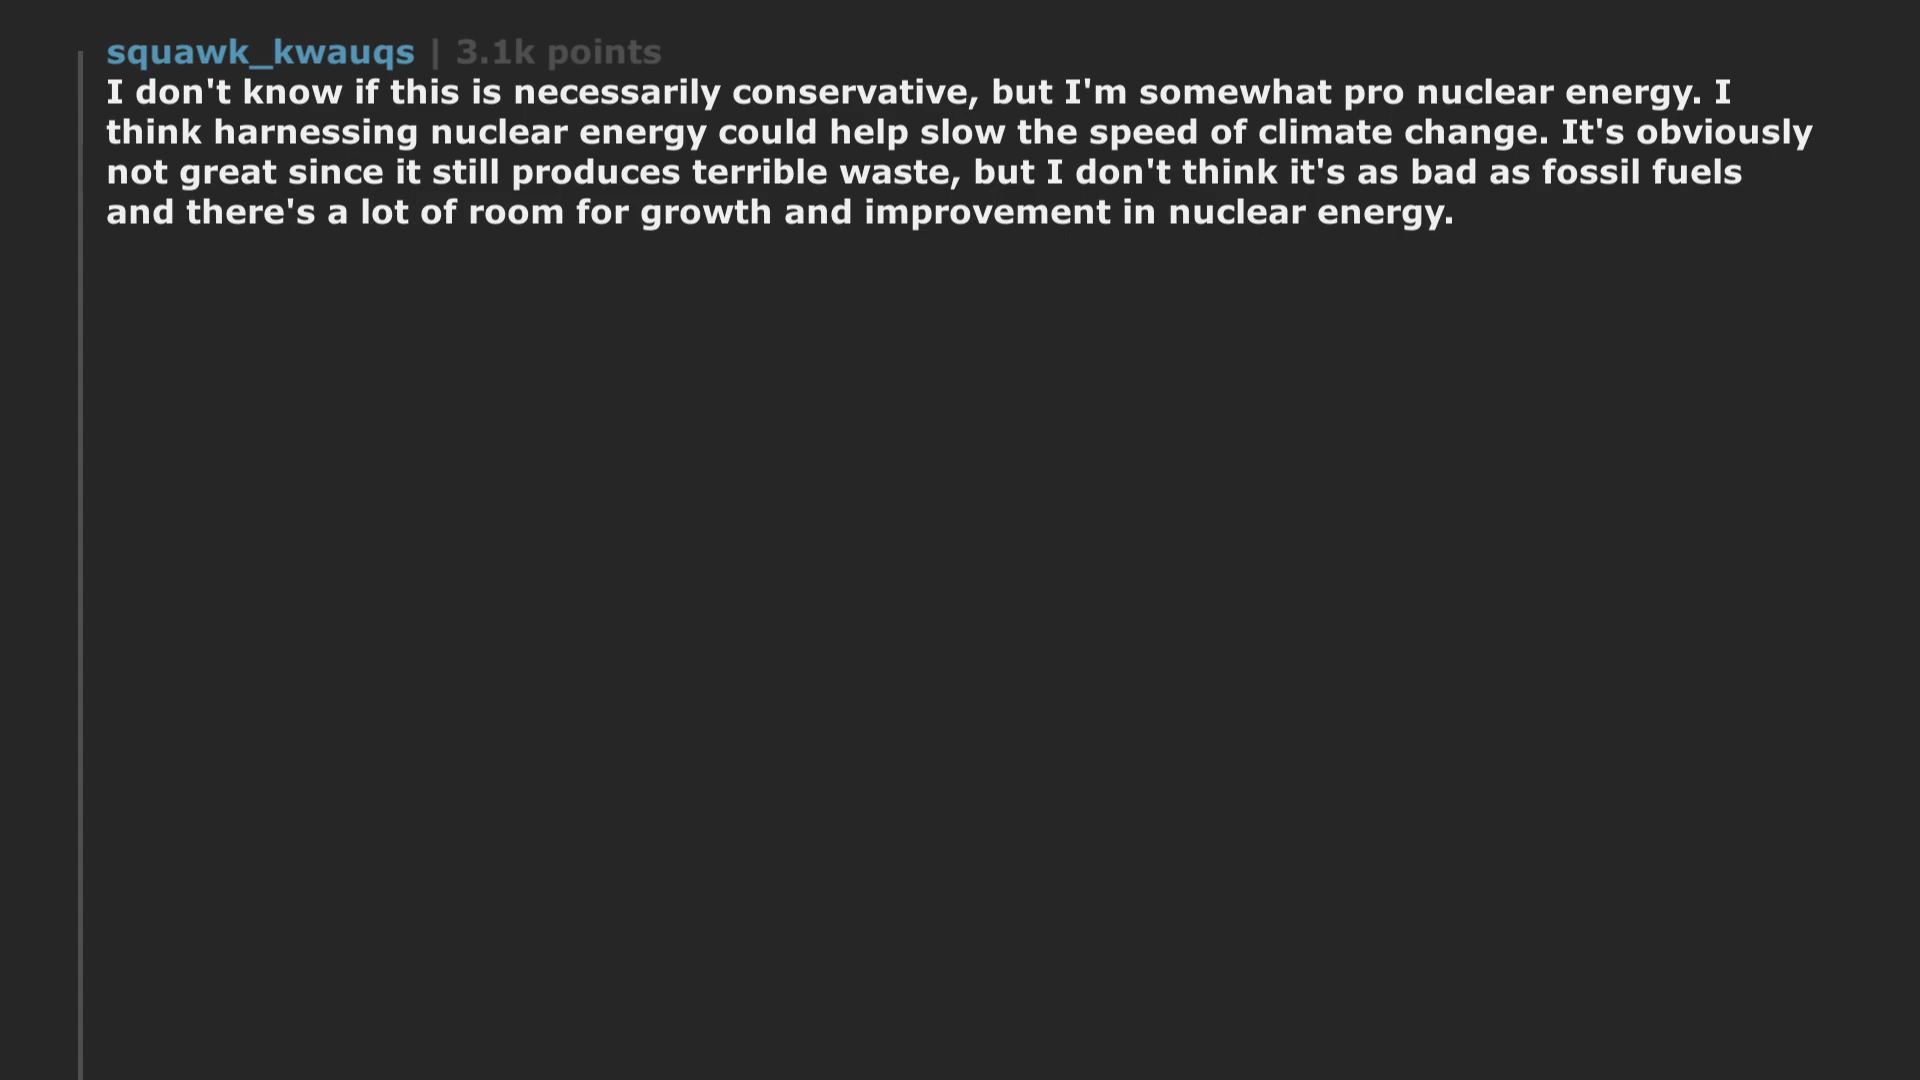 squawk_kwauqs | 3.1k points
I don't know if this is necessarily conservative, but I'm somewhat pro nuclear energy. I
think harnessing nuclear energy could help slow the speed of climate change. It's obviously
not great since it still produces terrible waste, but I don't think it's as bad as fossil fuels
and there's a lot of room for growth and improvement in nuclear energy.